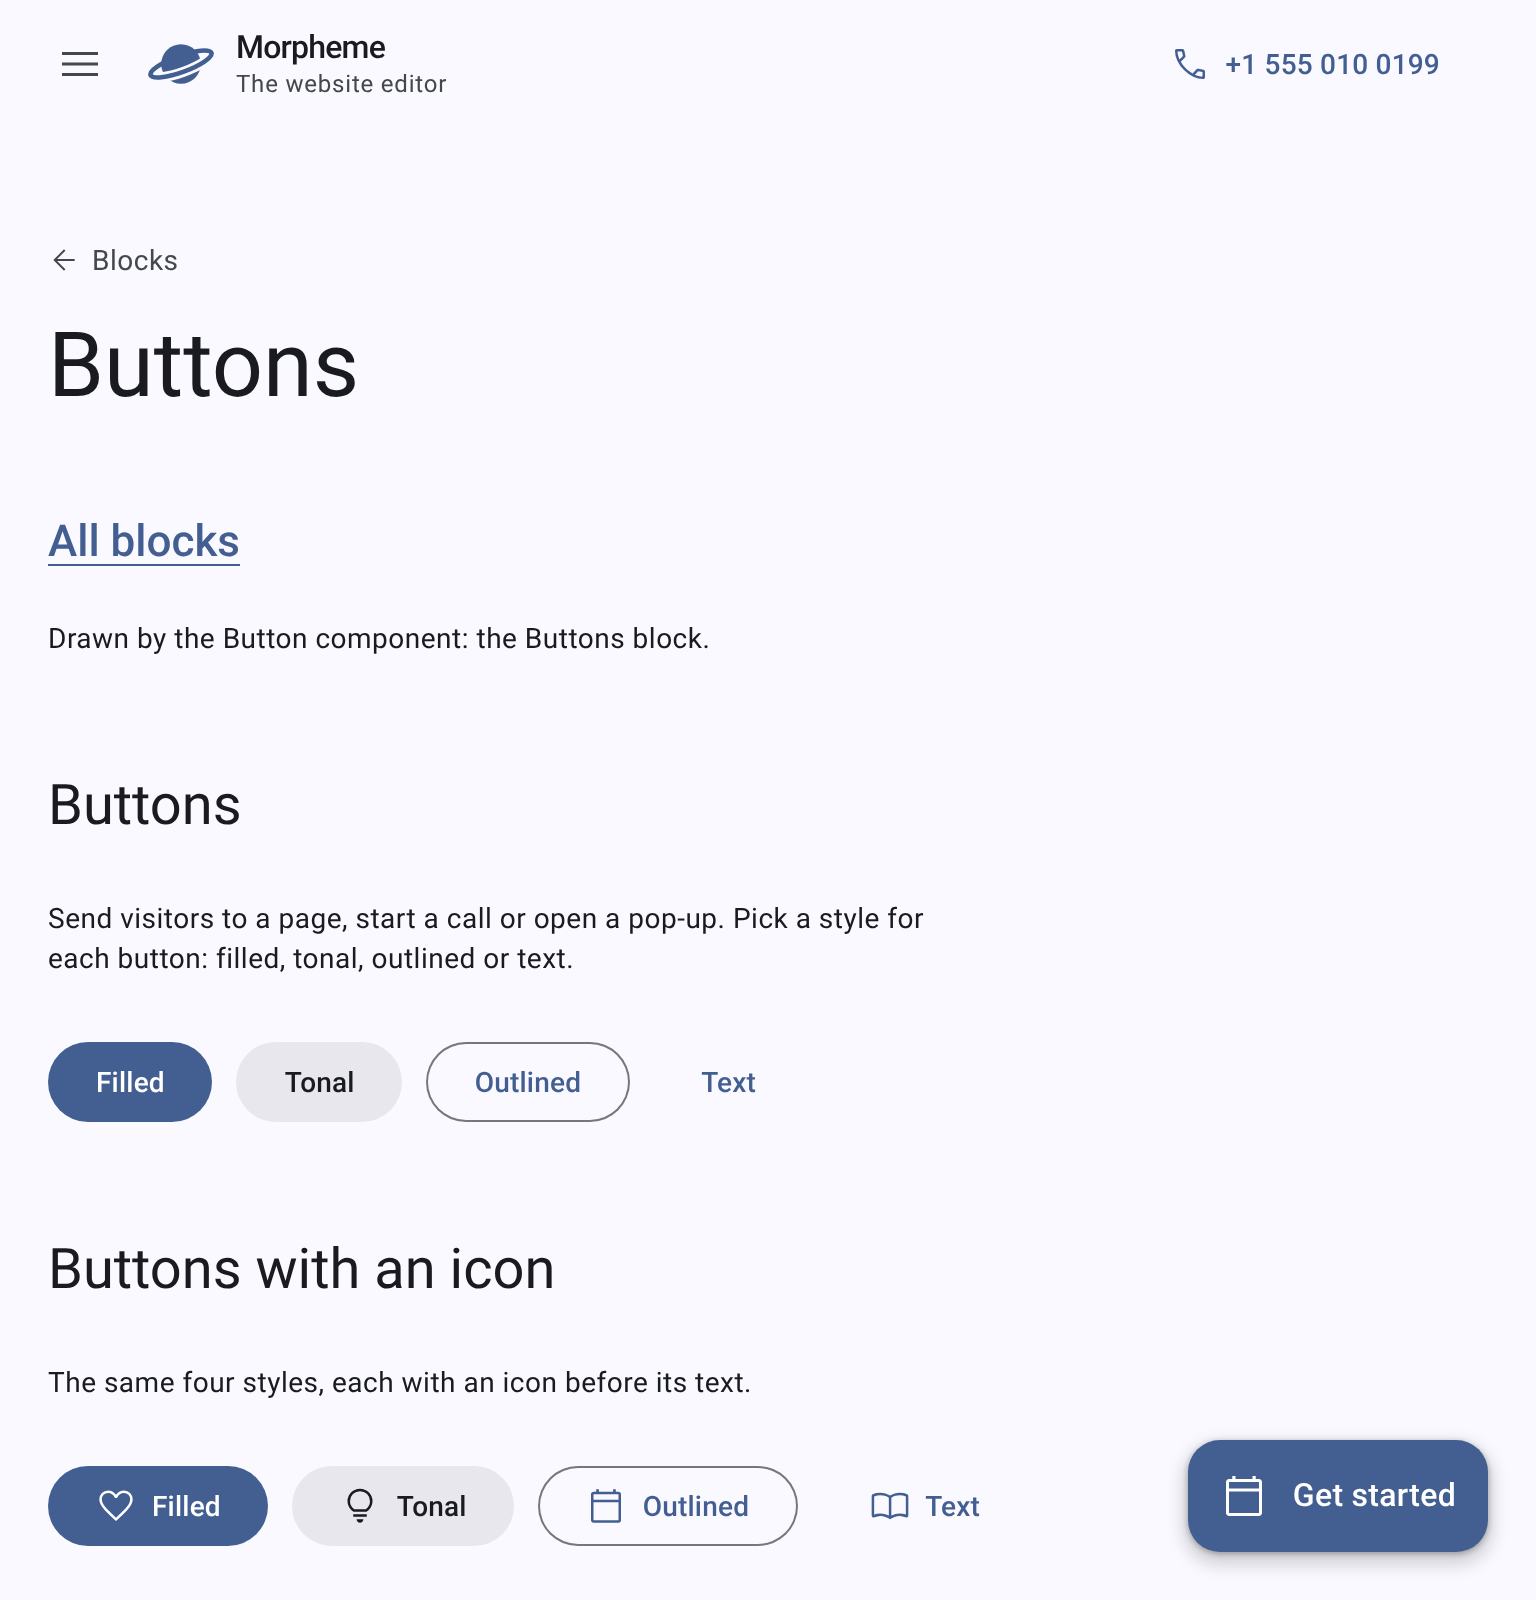 Morpheme
The website editor
+1 555 010 0199
Blocks
Buttons
All blocks
Drawn by the Button component: the Buttons block.
Buttons
Send visitors to a page, start a call or open a pop-up. Pick a style for
each button: filled, tonal, outlined or text.
Filled
Tonal
Outlined
Text
Buttons with an icon
The same four styles, each with an icon before its text.
Filled
Tonal
Outlined
Text
Get started